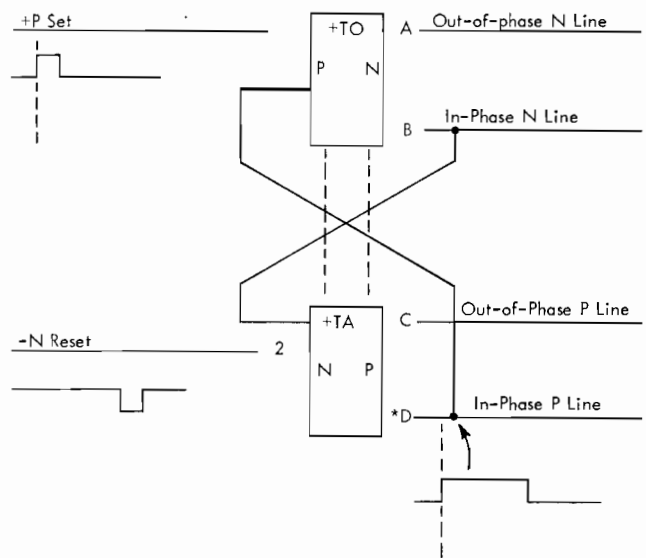 +P Set
+TO
A
Out-of-phase N Line
P
N
B
In-Phase N Line
-N Reset
2
+TA
C
Out-of-Phase P Line
N
P
*D
In-Phase P Line